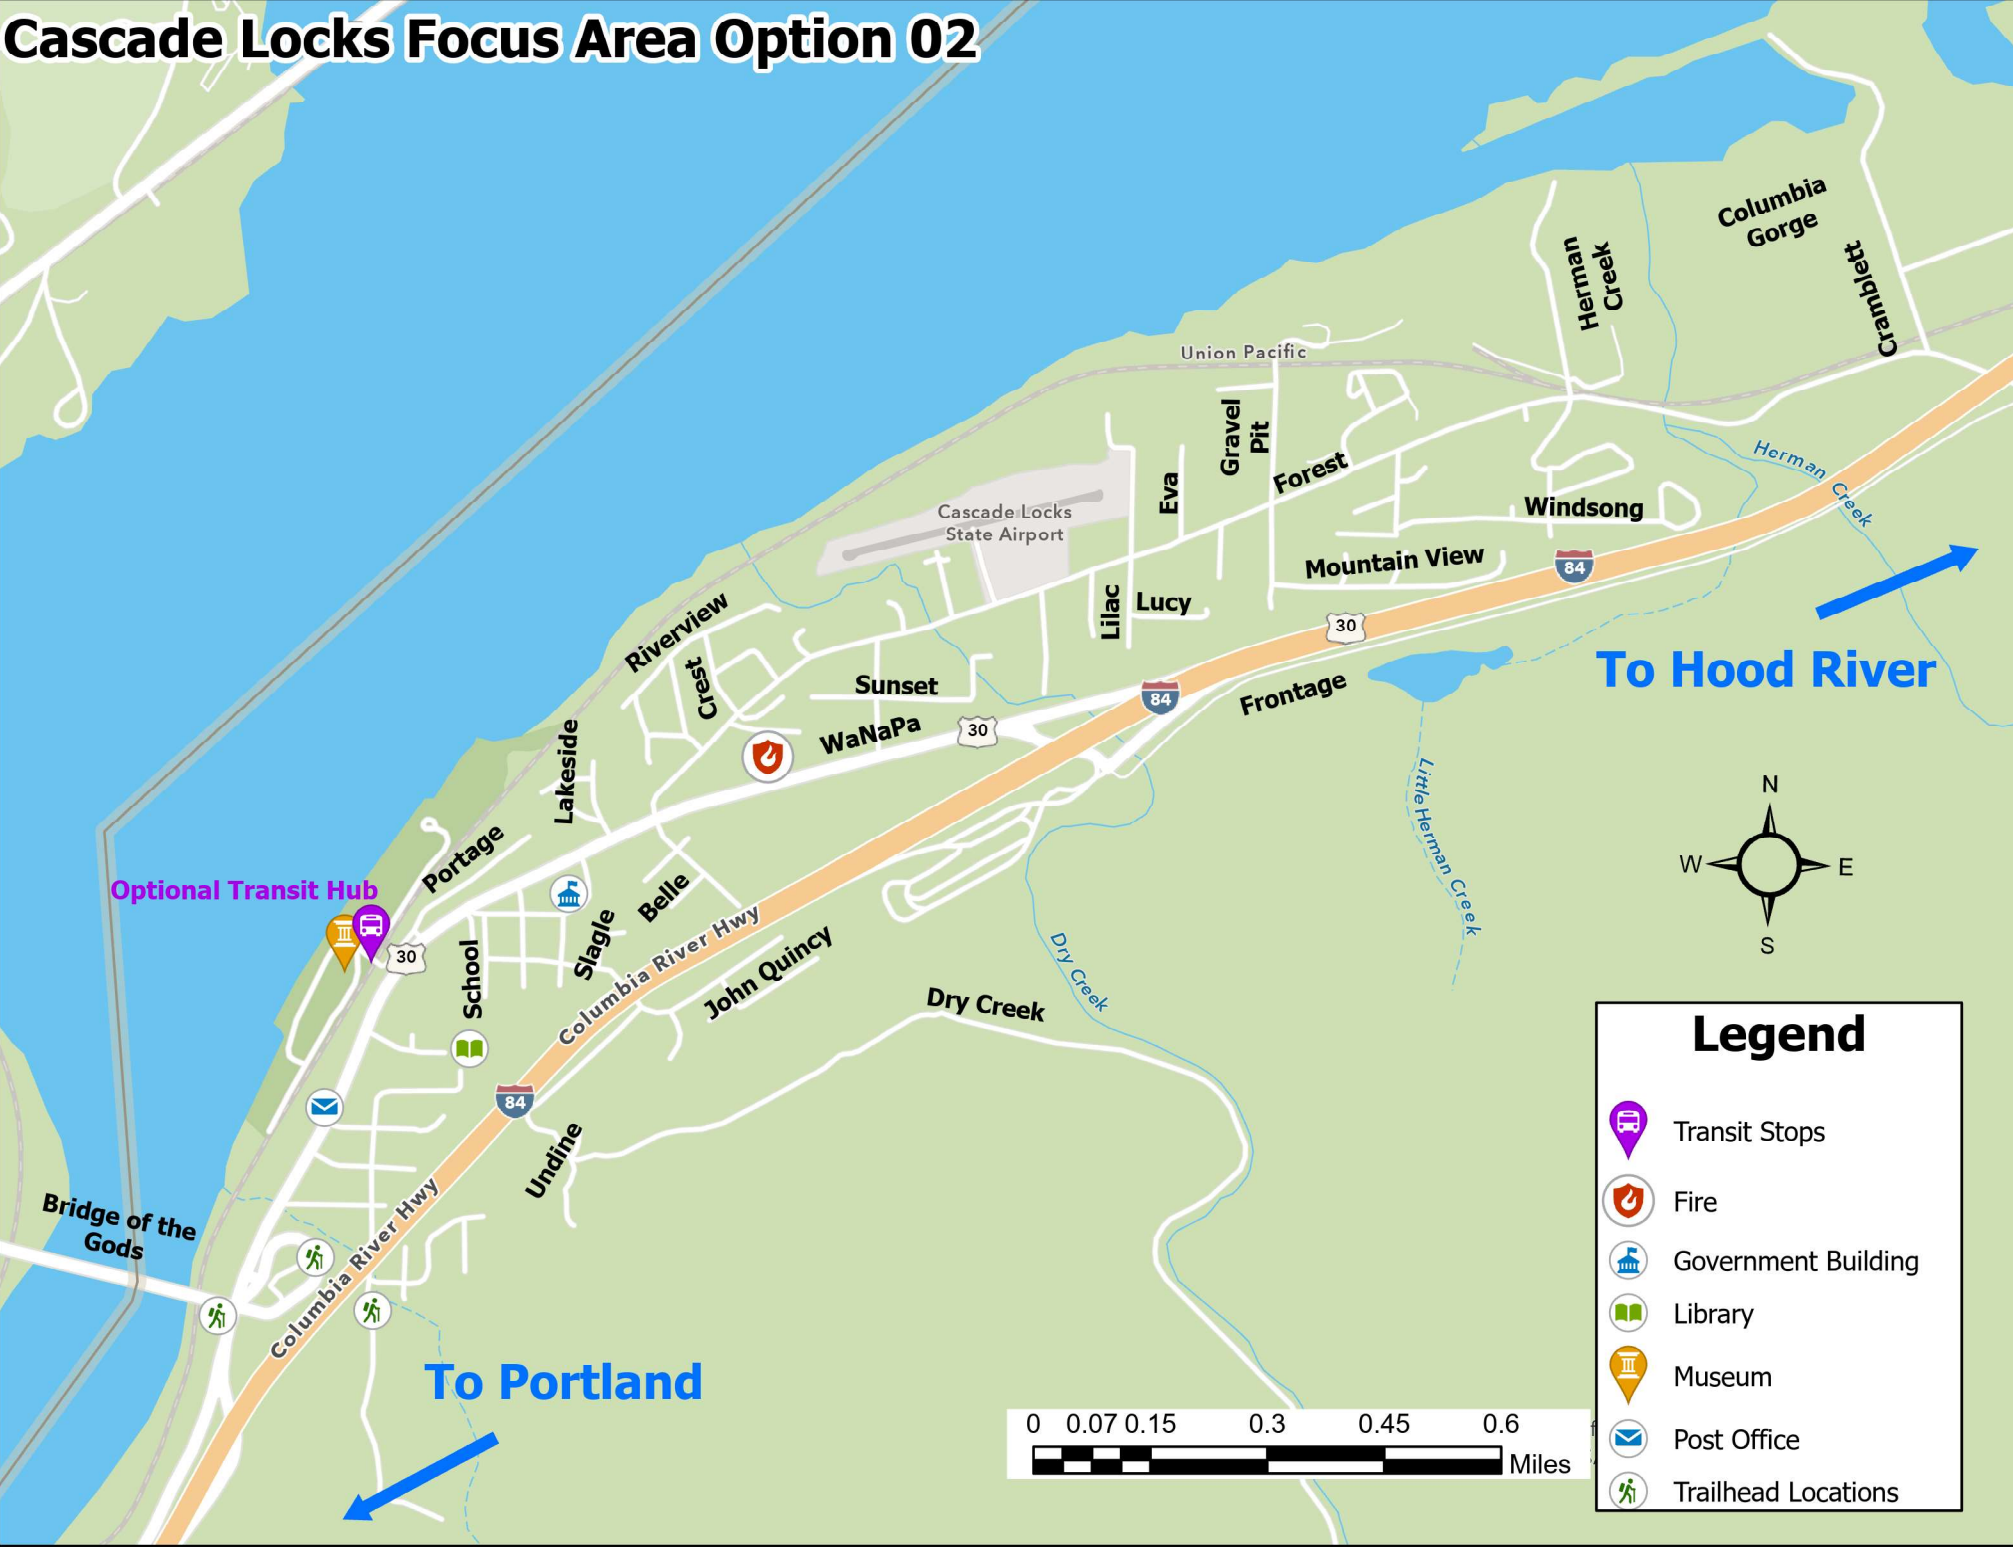 Cascade Locks Focus Area Option 02
Columbia
Gorge
Herman
Creek
Cramblett
Union Pacific
Gravel
Pit
Forest
Herman
Creek
Eva
Windsong
Cascade Locks
State Airport
Mountain View
84
Lilac
Lucy
Riverview
30
To Hood River
Crest
Sunset
84
Frontage
WaNaPa
30
Lakeside
Little Herman Creek
N
W
E
S
Portage
Optional Transit Hub
Belle
30
School
Slagle
Columbia River Hwy
John Quincy
Dry Creek
Dry Creek
84
Undine
Bridge of the
Gods
Columbia River Hwy
To Portland
Legend
Transit Stops
Fire
Government Building
Library
Museum
Post Office
Trailhead Locations
0 0.07 0.15 0.3 0.45 0.6
Miles